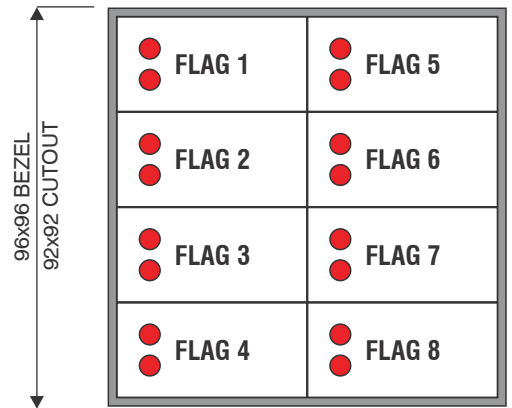 96x96 BEZEL
92x92 CUTOUT
FLAG 1
FLAG 5
FLAG 2
FLAG 6
FLAG 3
FLAG 7
FLAG 4
FLAG 8